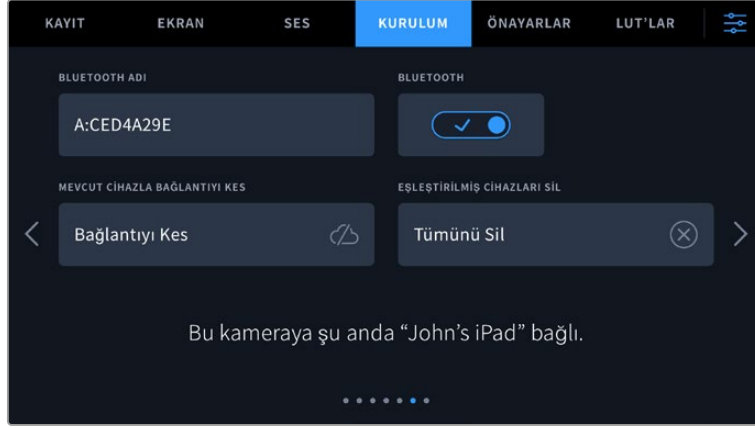 KAYIT EKRAN SES KURULUM ÖNAYARLAR LUT'LAR
BLUETOOTH ADI BLUETOOTH
A:CED4A29E
MEVCUT CİHAZLA BAĞLANTIYI KES EŞLEŞTİRİLMİŞ CİHAZLARI SİL
Bağlantıyı Kes Tümünü Sil
Bu kameraya şu anda “John’s iPad” bağlı.